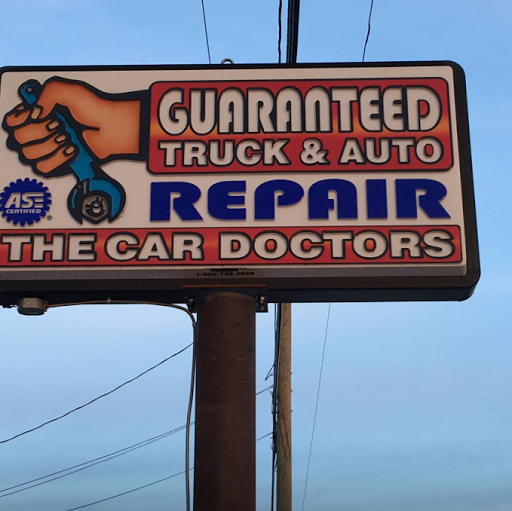 GUARANTEED
TRUCK & AUTO
REPAIR
ASE
CERTIFIED
THE CAR DOCTORS